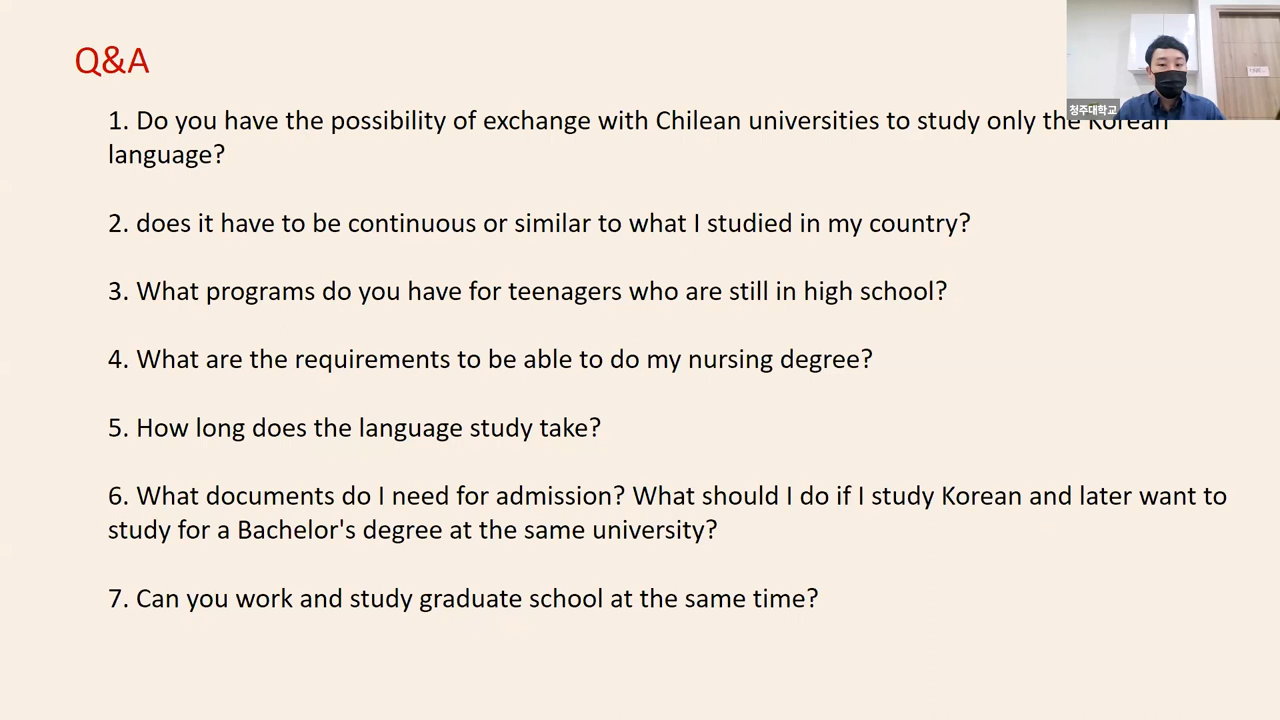 Q&A
1. Do you have the possibility of exchange with Chilean universities to study only the Korean
language?
2. does it have to be continuous or similar to what I studied in my country?
3. What programs do you have for teenagers who are still in high school?
4. What are the requirements to be able to do my nursing degree?
5. How long does the language study take?
6. What documents do I need for admission? What should I do if I study Korean and later want to
study for a Bachelor's degree at the same university?
7. Can you work and study graduate school at the same time?
청주대학교